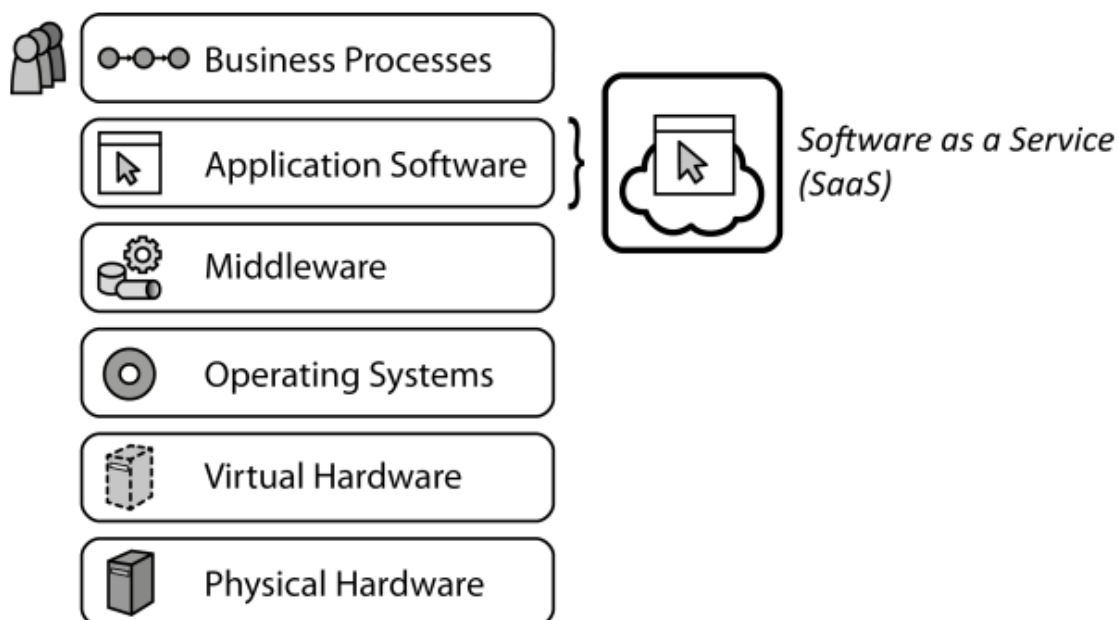 Business Processes
Application Software
Software as a Service
(SaaS)
Middleware
Operating Systems
Virtual Hardware
Physical Hardware